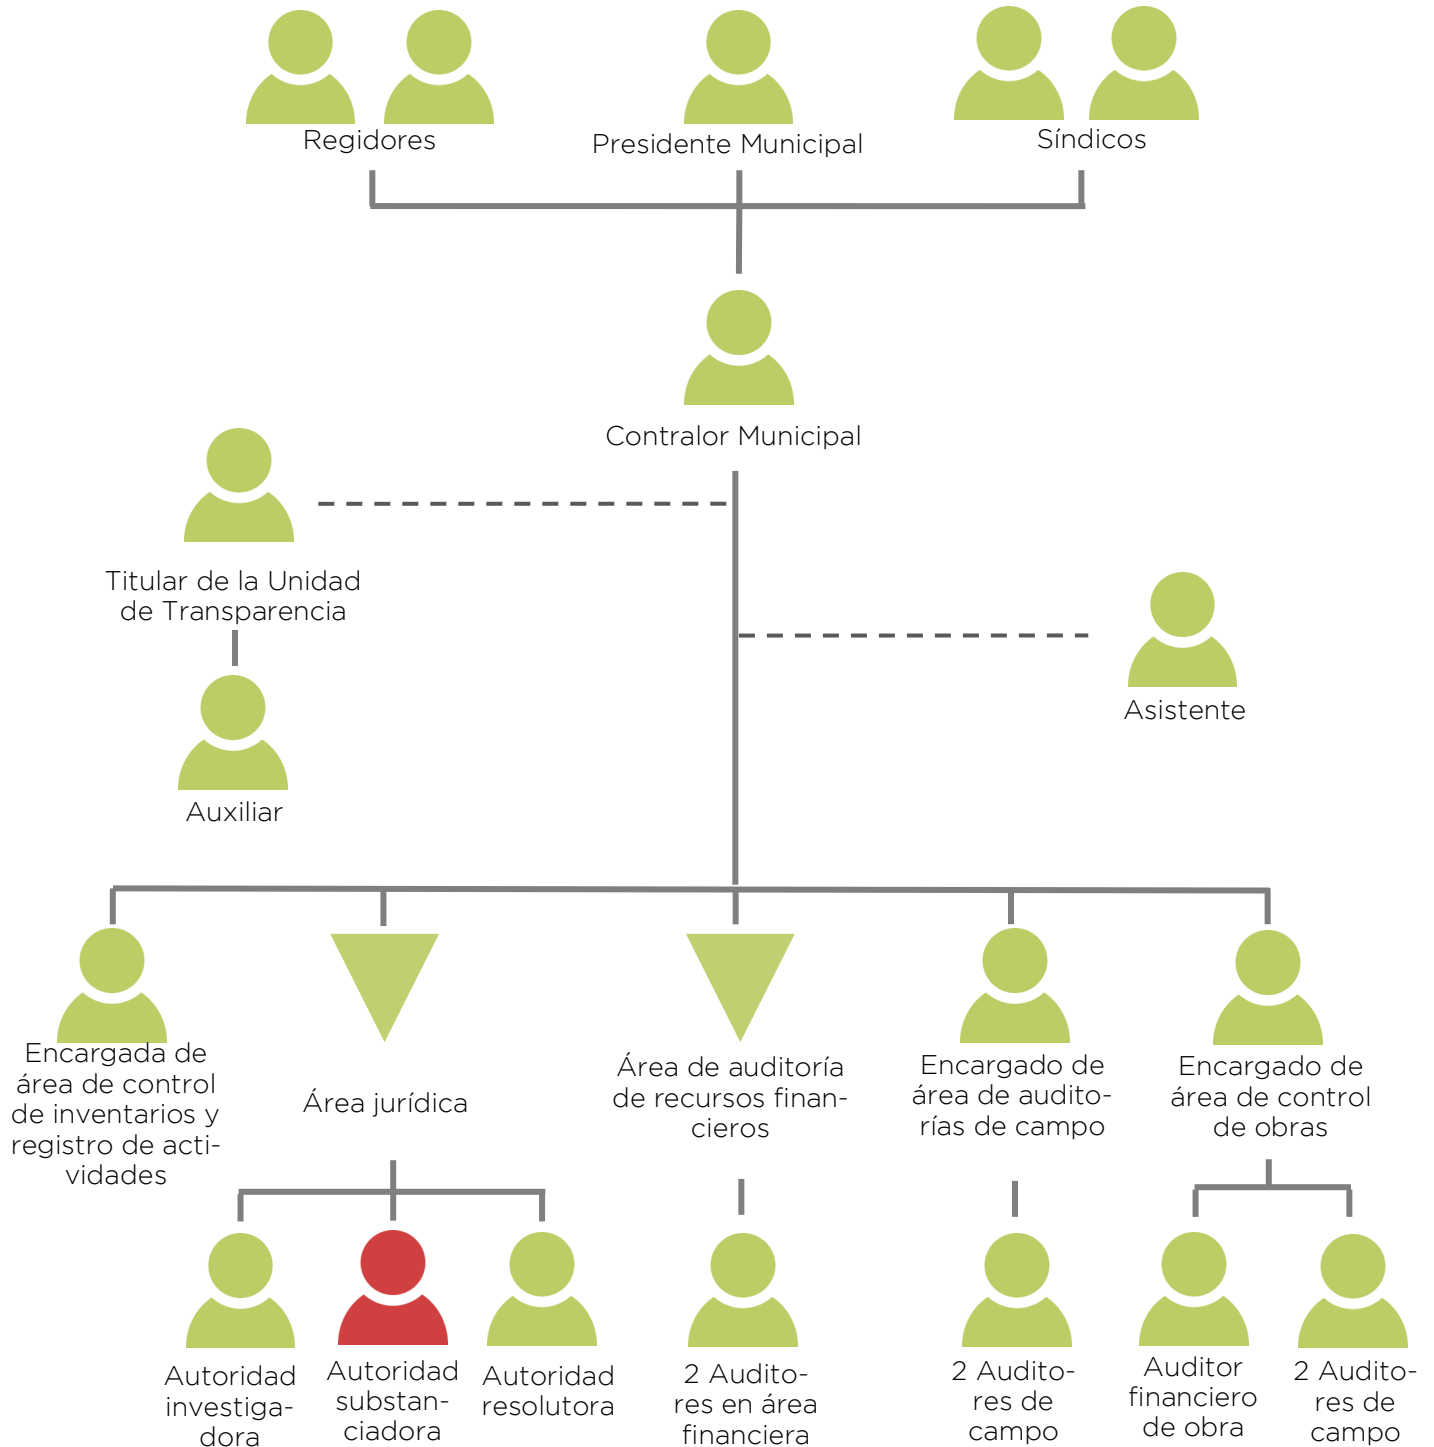 Regidores
Presidente Municipal
Síndicos
Contralor Municipal
Titular de la Unidad
de Transparencia
Asistente
Auxiliar
Encargada de
área de control
de inventarios y
registro de acti-
vidades
Área jurídica
Área de auditoría
de recursos finan-
cieros
Encargado de
área de audito-
rías de campo
Encargado de
área de control
de obras
Autoridad
investiga-
dora
Autoridad
substan-
ciadora
Autoridad
resolutora
2 Audito-
res en área
financiera
2 Audito-
res de
campo
Auditor
financiero
de obra
2 Audito-
res de
campo